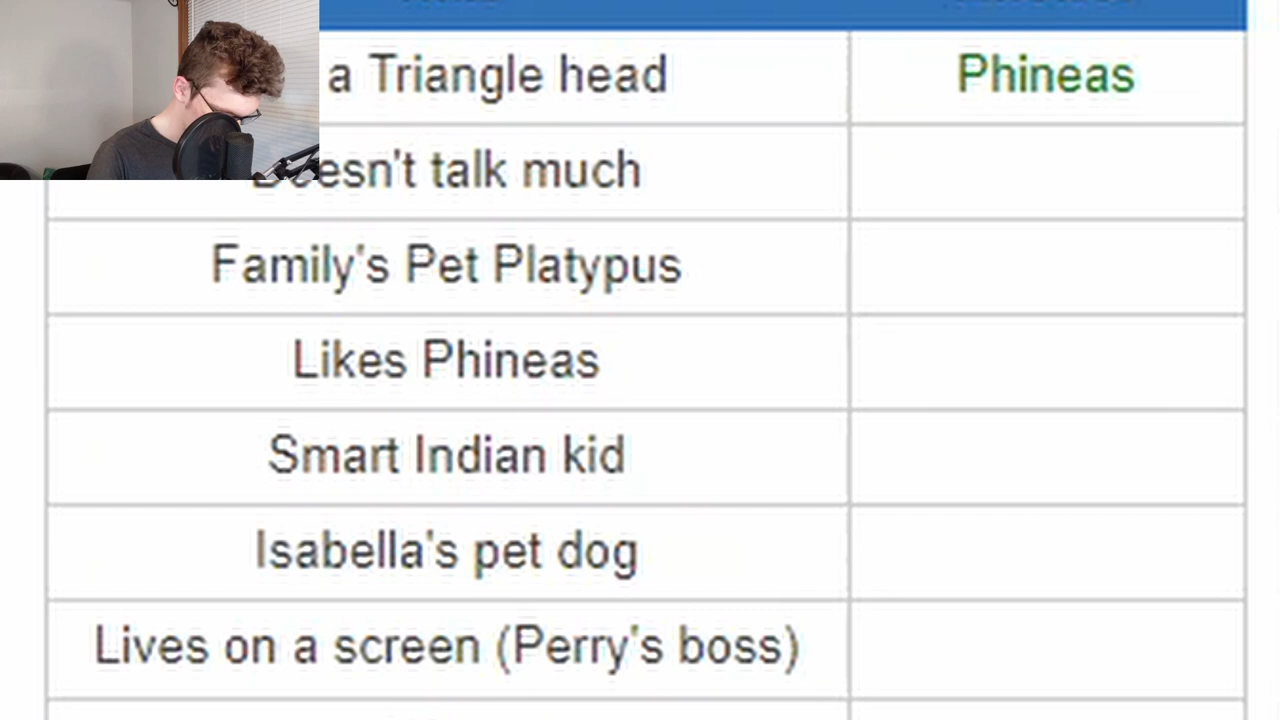 a Triangle head
Phineas
Doesn't talk much
Family's Pet Platypus
Likes Phineas
Smart Indian kid
Isabella's pet dog
Lives on a screen (Perry's boss)